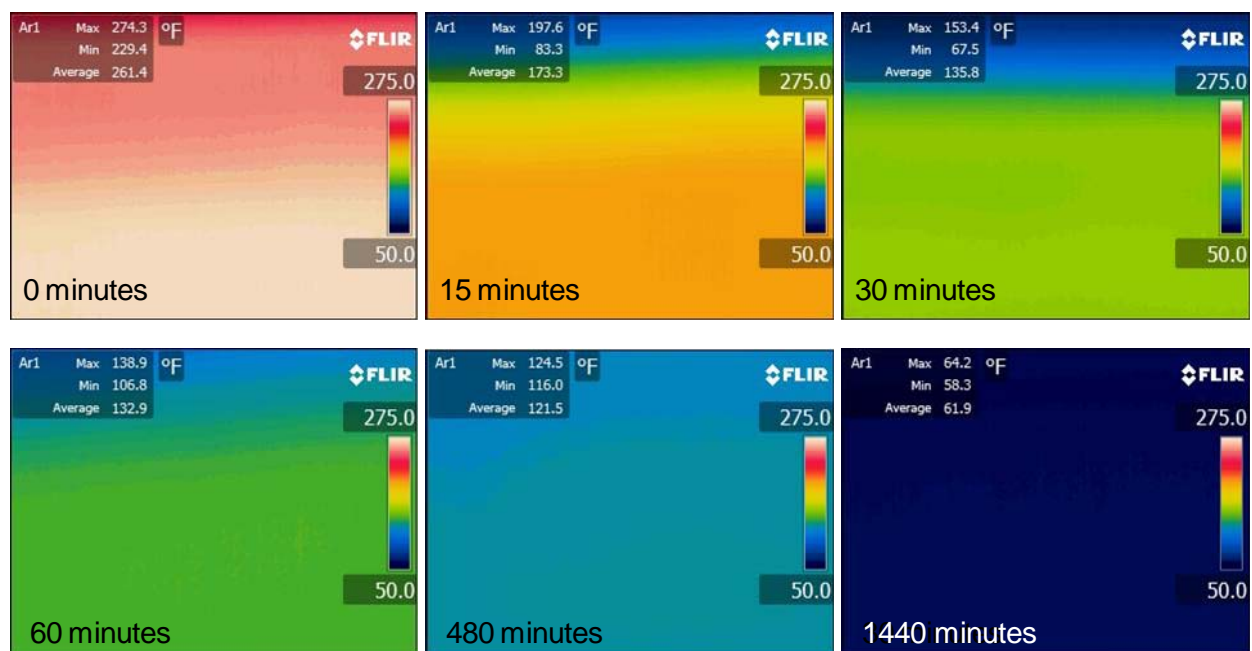 Ar1 Max 274.3 °F
Min 229.4
Average 261.4
FLIR
275.0
50.0
0 minutes
Ar1 Max 197.6 °F
Min 83.3
Average 173.3
FLIR
275.0
50.0
15 minutes
Ar1 Max 153.4 °F
Min 67.5
Average 135.8
FLIR
275.0
50.0
30 minutes
Ar1 Max 138.9 °F
Min 106.8
Average 132.9
FLIR
275.0
50.0
60 minutes
Ar1 Max 124.5 °F
Min 116.0
Average 121.5
FLIR
275.0
50.0
480 minutes
Ar1 Max 64.2 °F
Min 58.3
Average 61.9
FLIR
275.0
50.0
1440 minutes